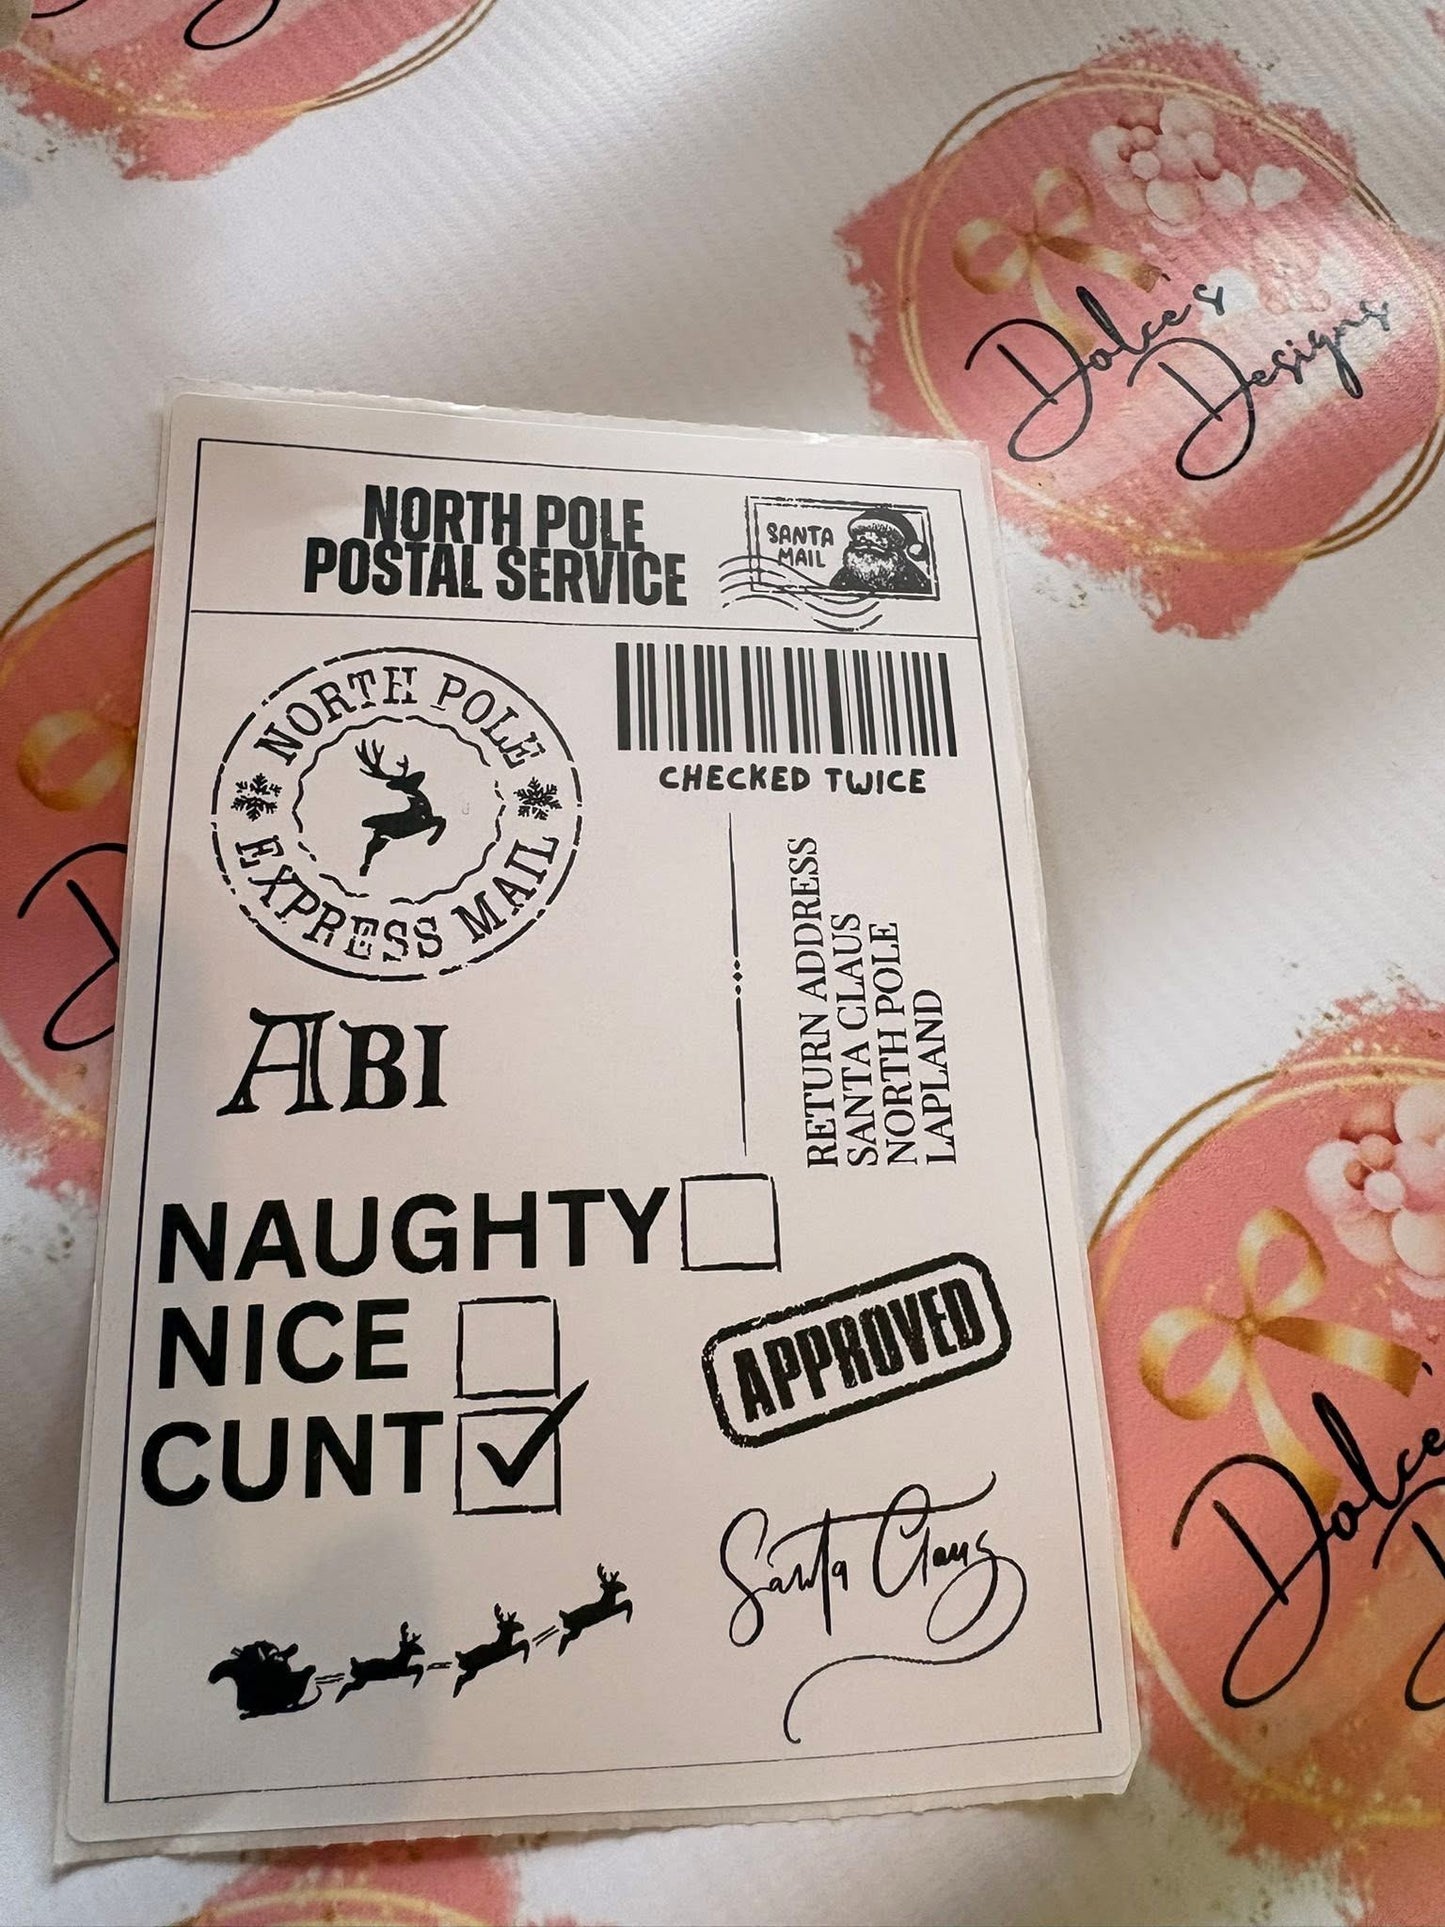 Dolce's
Designs
NORTH POLE
POSTAL SERVICE
SANTA
MAIL
NORTH POLE
EXPRESS MAIL
CHECKED TWICE
RETURN ADDRESS
SANTA CLAUS
NORTH POLE
LAPLAND
ABI
NAUGHTY
NICE
CUNT
APPROVED
Santa Claus
Dolce